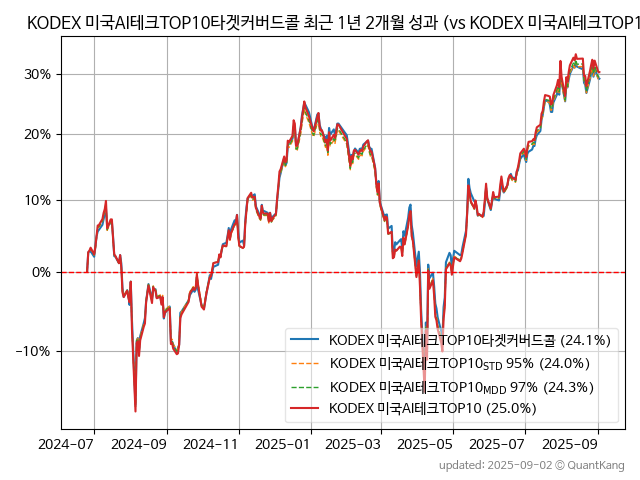 KODEX 미국AI테크TOP10타겟커버드콜 최근 1년 2개월 성과 (vs KODEX 미국AI테크TOP1
30%
20%
10%
0%
−10%
KODEX 미국AI테크TOP10타겟커버드콜 (24.1%)
KODEX 미국AI테크TOP10STD 95% (24.0%)
KODEX 미국AI테크TOP10MDD 97% (24.3%)
KODEX 미국AI테크TOP10 (25.0%)
2024-07 2024-09 2024-11 2025-01 2025-03 2025-05 2025-07 2025-09
updated: 2025-09-02 © QuantKang